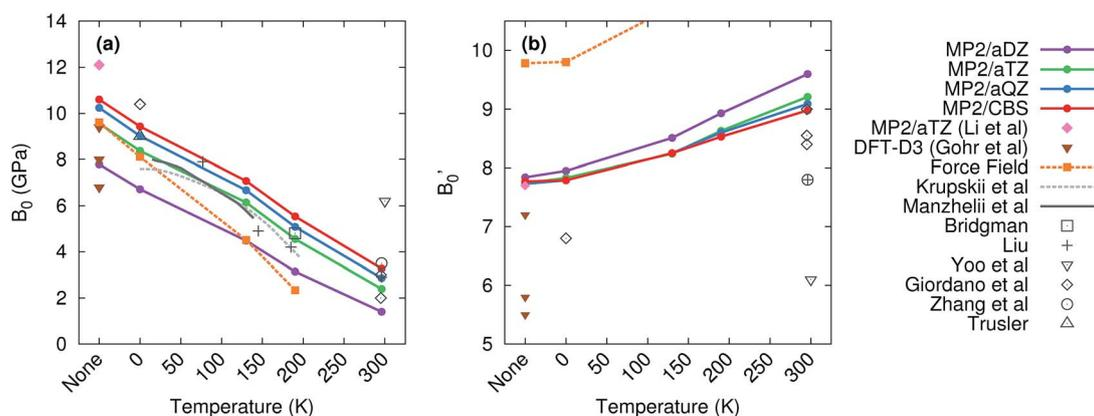 (a)
B0 (GPa)
14
12
10
8
6
4
2
0
None
0
50
100
150
200
250
300
Temperature (K)
(b)
B0'
10
9
8
7
6
5
None
0
50
100
150
200
250
300
Temperature (K)
MP2/aDZ
MP2/aTZ
MP2/aQZ
MP2/CBS
MP2/aTZ (Li et al)
DFT-D3 (Gohr et al)
Force Field
Krupskii et al
Manzhelii et al
Bridgman
Liu
Yoo et al
Giordano et al
Zhang et al
Trusler